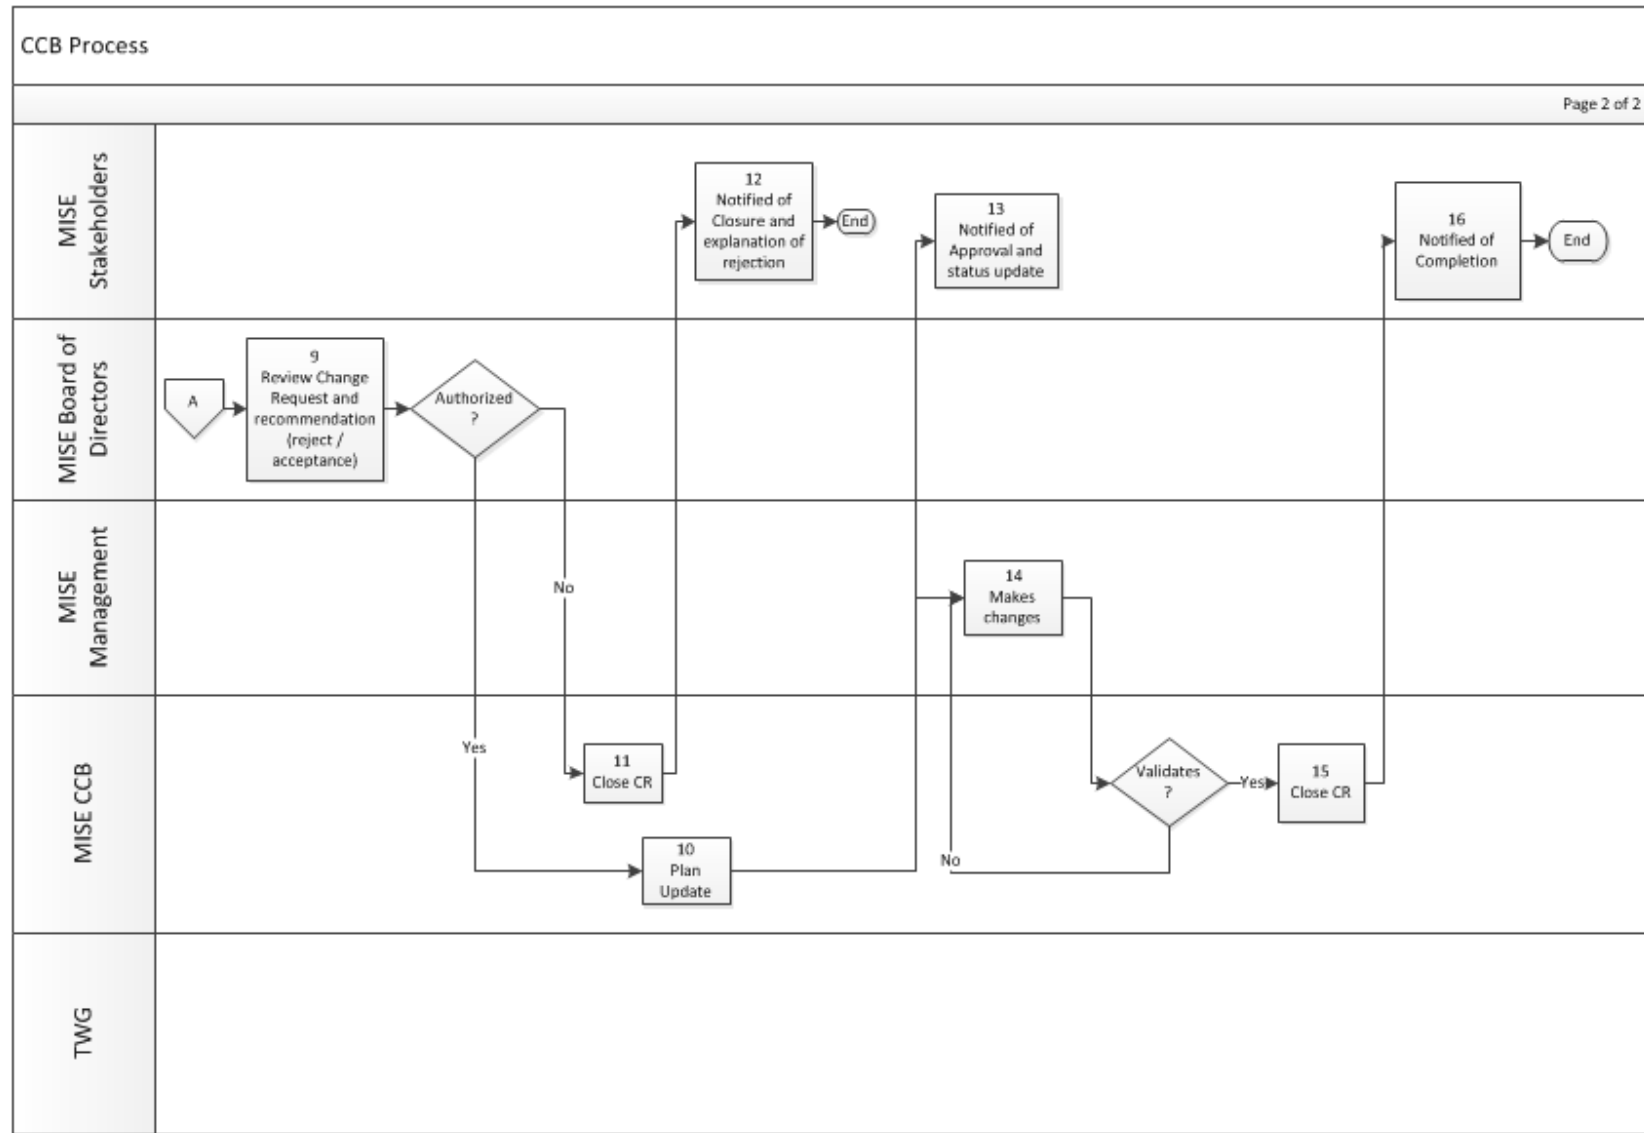 CCB Process
Page 2 of 2
MISE
Stakeholders
12
Notified of
Closure and
explanation of
rejection
End
13
Notified of
Approval and
status update
16
Notified of
Completion
End
MISE Board of
Directors
A
9
Review Change
Request and
recommendation
(reject /
acceptance)
Authorized
?
MISE
Management
No
14
Makes
changes
MISE CCB
Yes
11
Close CR
10
Plan
Update
No
Validates
?
Yes
15
Close CR
TWG